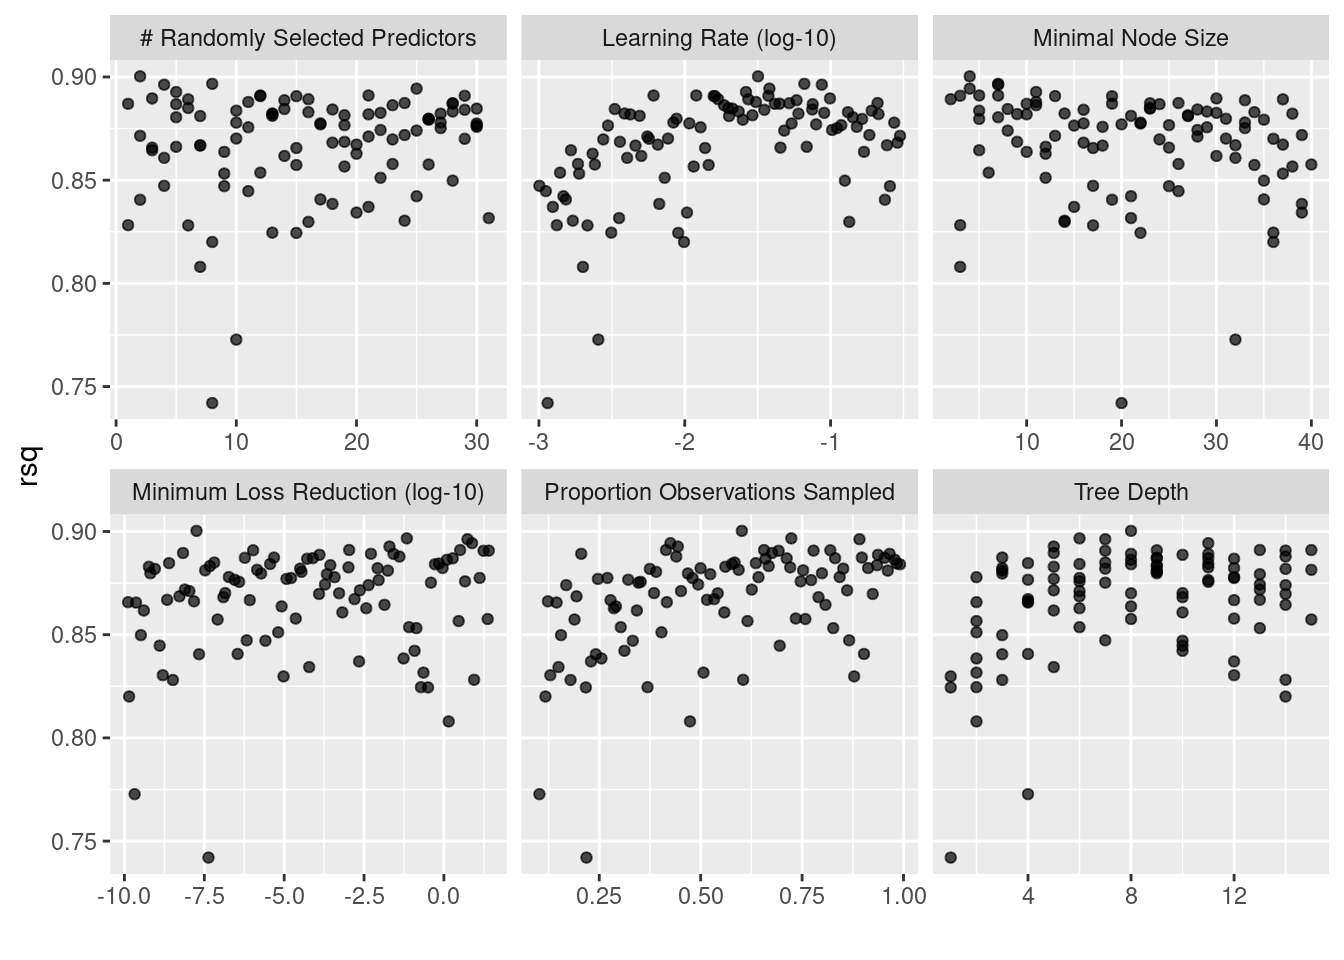 # Randomly Selected Predictors Learning Rate (log-10) Minimal Node Size
0.90
0.85
0.80
0.75
0 10 20 30 -3 -2 -1 10 20 30 40
rsq
Minimum Loss Reduction (log-10) Proportion Observations Sampled Tree Depth
0.90
0.85
0.80
0.75
-10.0 -7.5 -5.0 -2.5 0.0 0.25 0.50 0.75 1.00 4 8 12